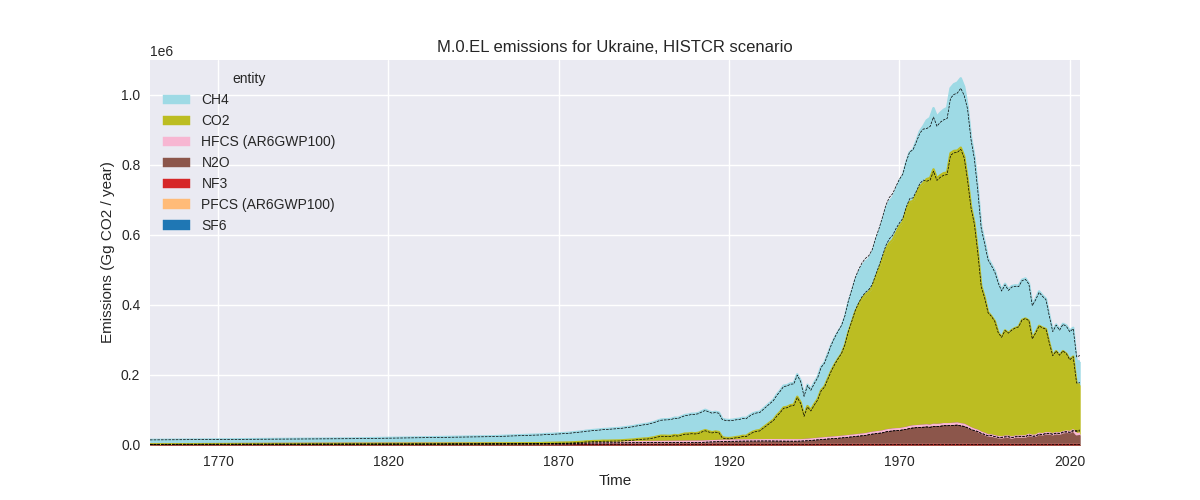 M.0.EL emissions for Ukraine, HISTCR scenario
1e6
entity
CH4
CO2
HFCS (AR6GWP100)
N2O
NF3
PFCS (AR6GWP100)
SF6
Emissions (Gg CO2 / year)
1.0
0.8
0.6
0.4
0.2
0.0
1770 1820 1870 1920 1970 2020
Time